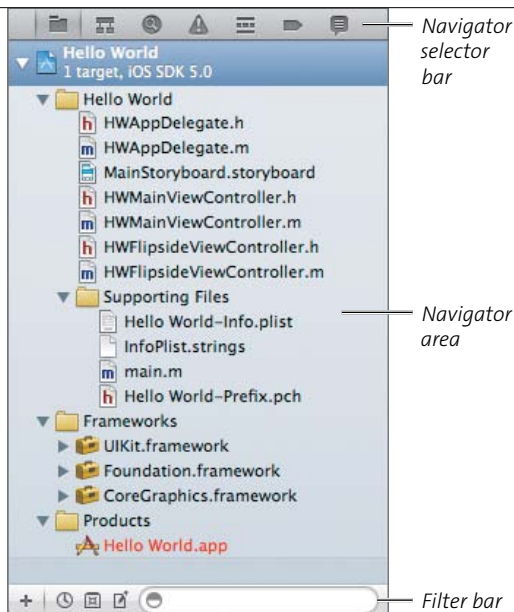 Navigator
selector
bar
Hello World
1 target, iOS SDK 5.0
Hello World
h HWAppDelegate.h
m HWAppDelegate.m
MainStoryboard.storyboard
h HWMainViewController.h
m HWMainViewController.m
h HWFlipsideViewController.h
m HWFlipsideViewController.m
Supporting Files
Hello World-Info.plist
InfoPlist.strings
m main.m
h Hello World-Prefix.pch
Navigator
area
Frameworks
UIKit.framework
Foundation.framework
CoreGraphics.framework
Products
Hello World.app
Filter bar